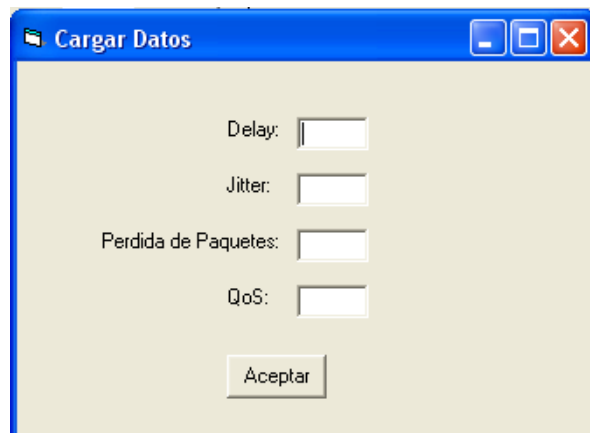 Cargar Datos
Delay:
Jitter:
Perdida de Paquetes:
QoS:
Aceptar